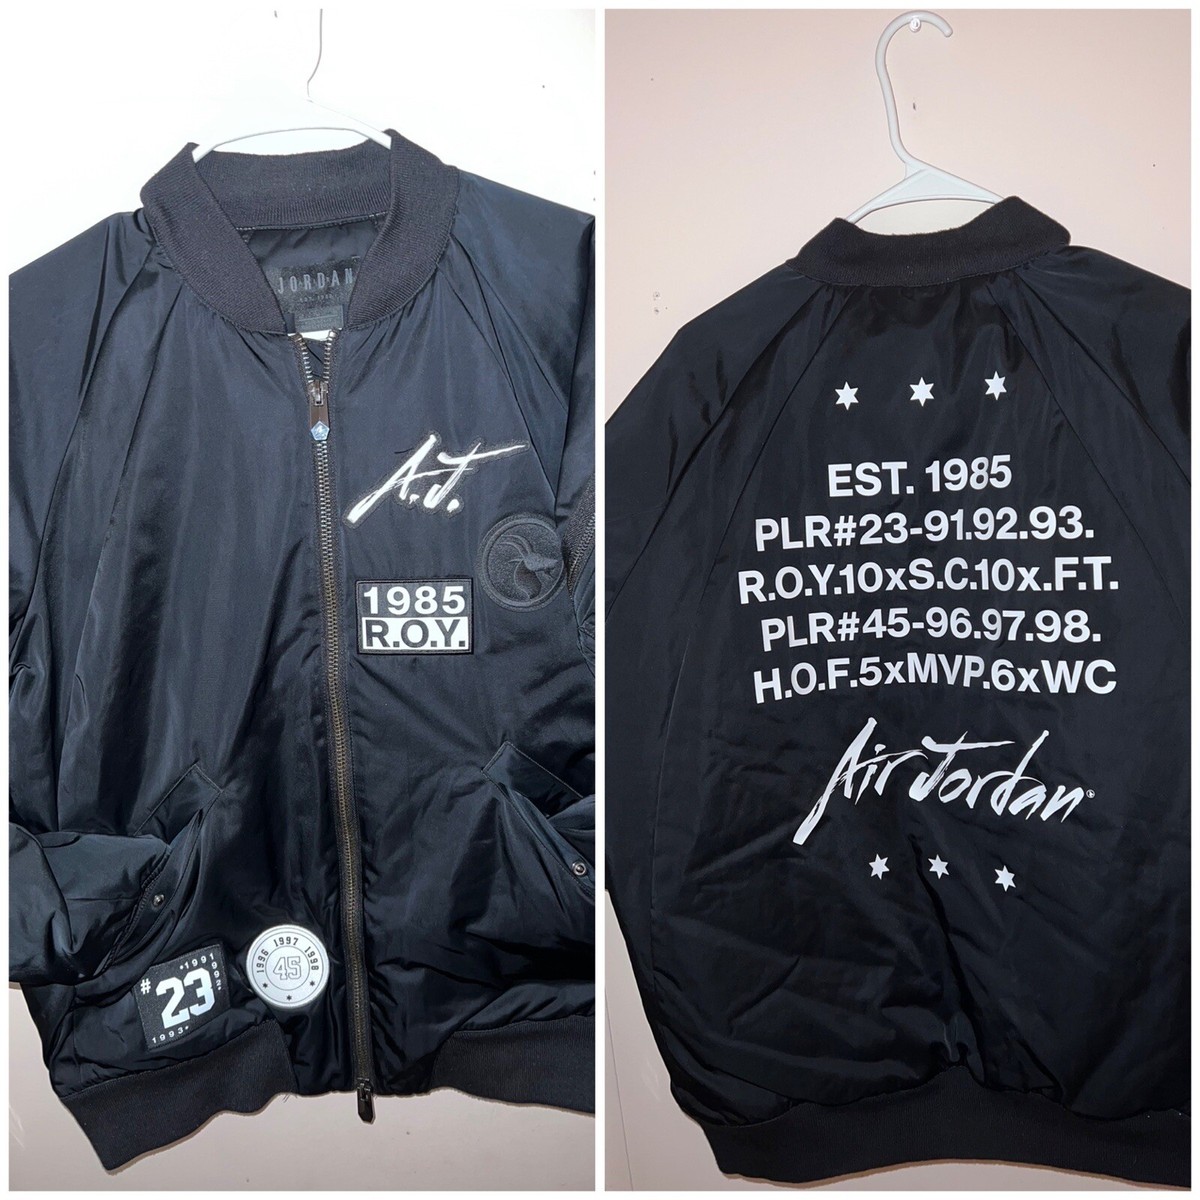 JORDAN
A.J.
1985
R.O.Y.
1996 1997 1998
45
*1991
1992*
#23
1993*
EST. 1985
PLR#23-91.92.93.
R.O.Y.10xS.C.10x.F.T.
PLR#45-96.97.98.
H.O.F.5xMVP.6xWC
Air Jordan